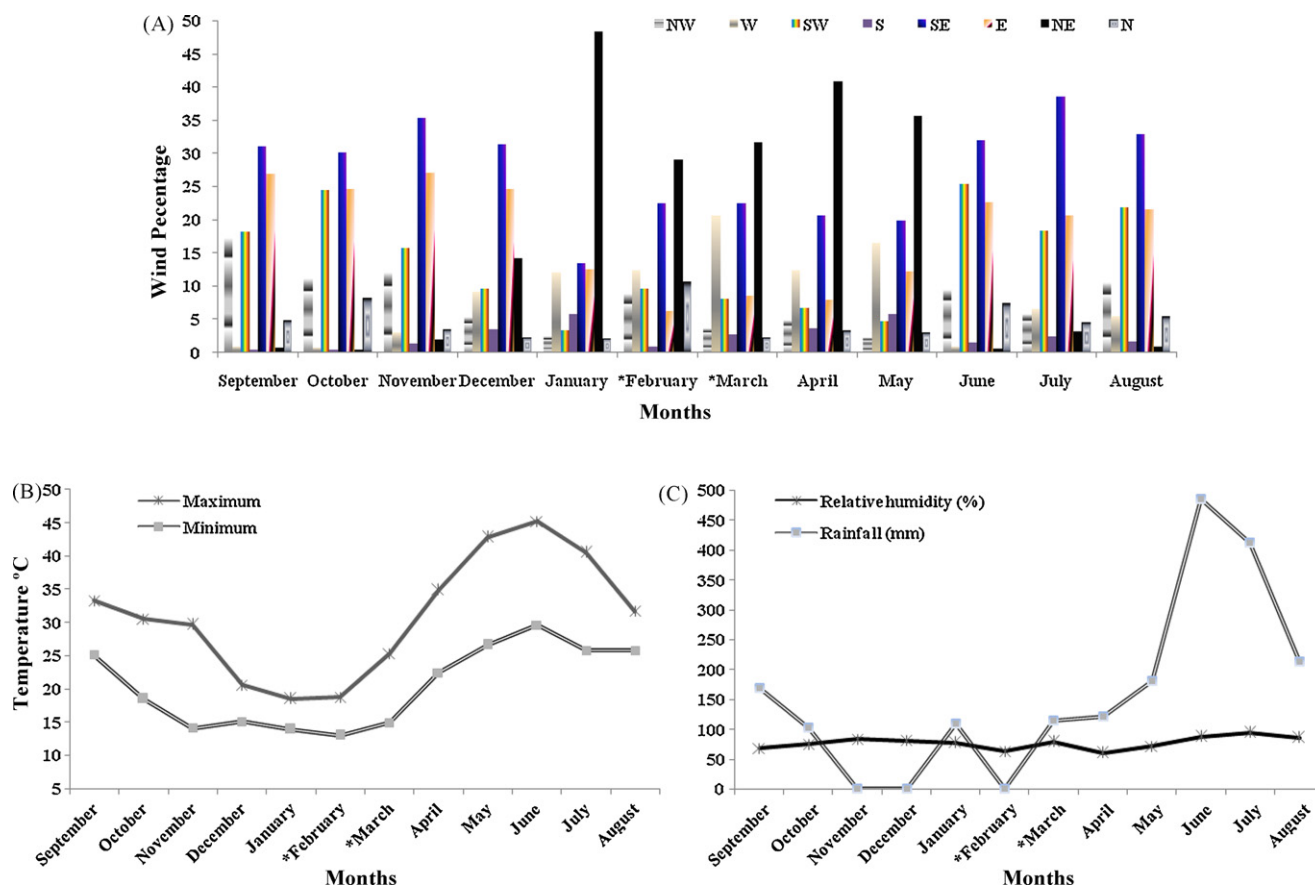 (A)
50
45
40
35
30
25
20
15
10
5
0
Wind Pecentage
NW W SW S SE E NE N
September October November December January *February *March April May June July August
Months
(B)
50
45
40
35
30
25
20
15
10
5
Temperature °C
Maximum
Minimum
September October November December January *February *March April May June July August
Months
(C)
500
450
400
350
300
250
200
150
100
50
0
Relative humidity (%)
Rainfall (mm)
September October November December January *February *March April May June July August
Months